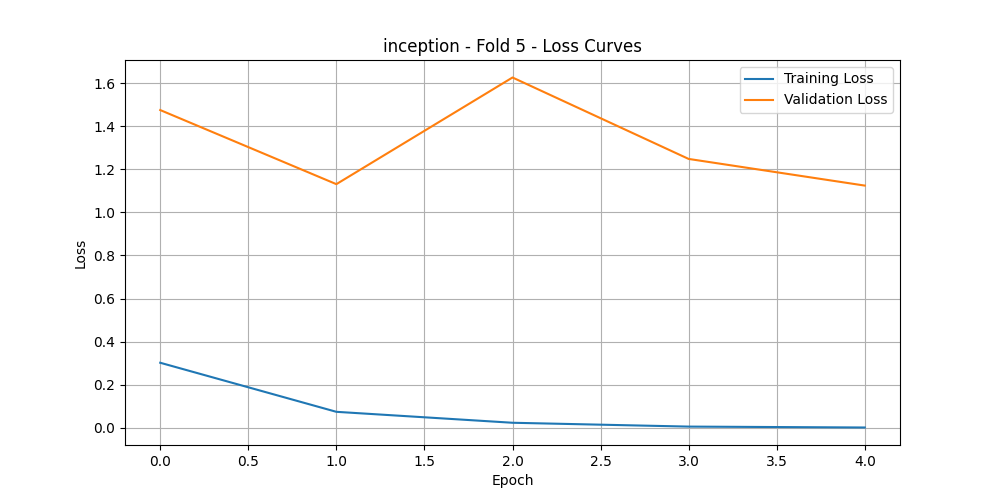 inception - Fold 5 - Loss Curves
Training Loss
Validation Loss
Loss
1.6
1.4
1.2
1.0
0.8
0.6
0.4
0.2
0.0
0.0 0.5 1.0 1.5 2.0 2.5 3.0 3.5 4.0
Epoch